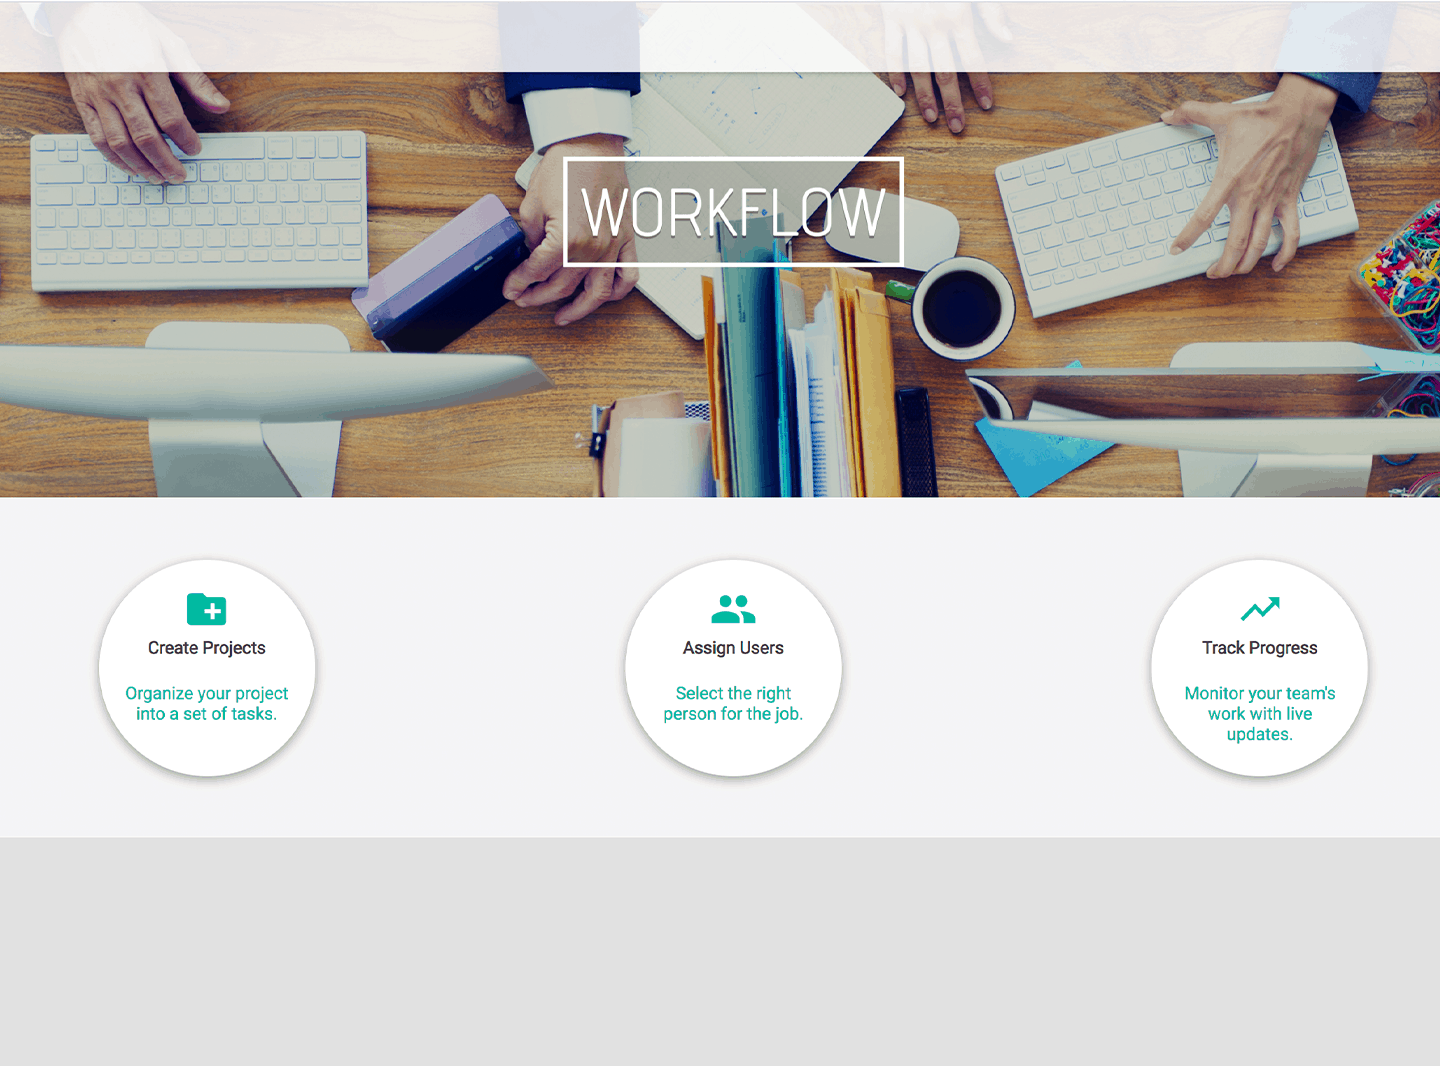 WORKFLOW
Create Projects
Organize your project
into a set of tasks.
Assign Users
Select the right
person for the job.
Track Progress
Monitor your team's
work with live
updates.